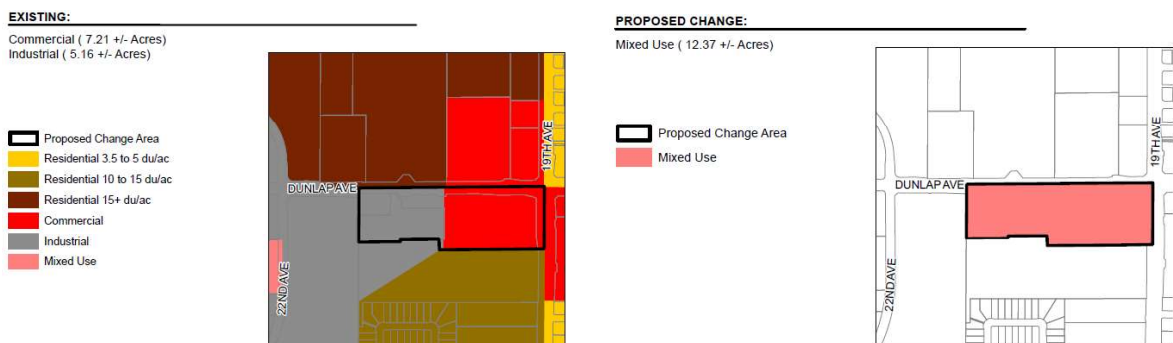 EXISTING:
Commercial ( 7.21 +/- Acres)
Industrial ( 5.16 +/- Acres)
Proposed Change Area
Residential 3.5 to 5 du/ac
Residential 10 to 15 du/ac
Residential 15+ du/ac
Commercial
Industrial
Mixed Use
DUNLAP AVE
19TH AVE
22ND AVE
PROPOSED CHANGE:
Mixed Use ( 12.37 +/- Acres)
Proposed Change Area
Mixed Use
DUNLAP AVE
19TH AVE
22ND AVE